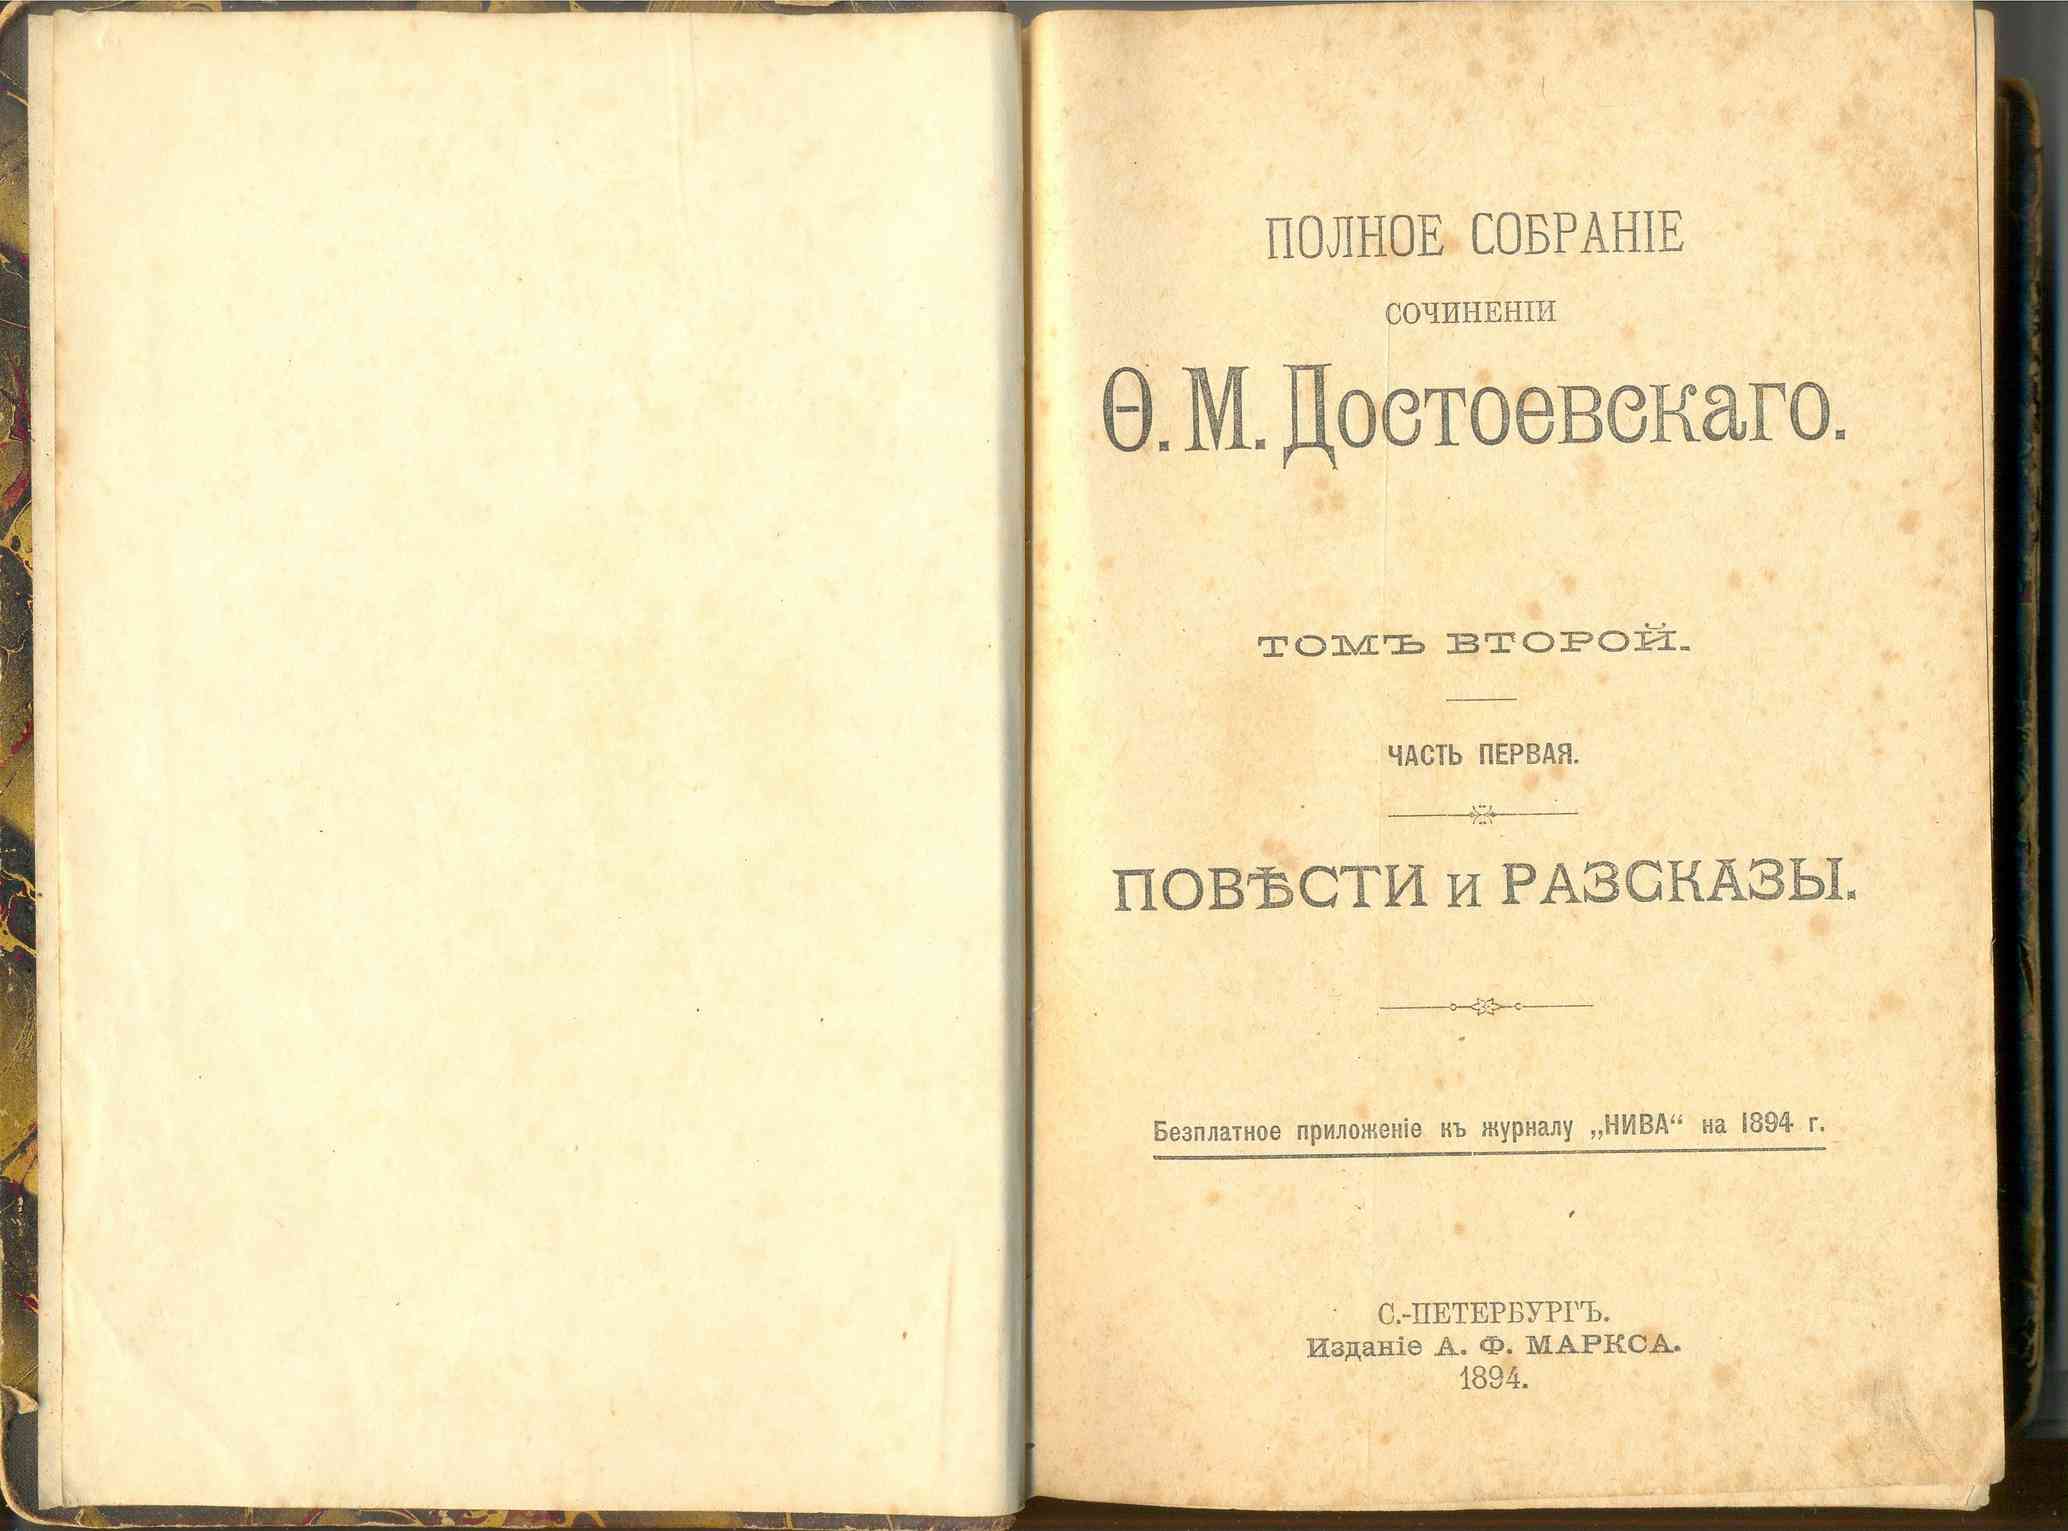 ПОЛНОЕ СОБРАНІЕ
СОЧИНЕНІИ
Ѳ. М. Достоевскаго.
ТОМЪ ВТОРОЙ.
ЧАСТЬ ПЕРВАЯ.
ПОВѢСТИ и РАЗСКАЗЫ.
Безплатное приложеніе къ журналу „НИВА“ на 1894 г.
С.-ПЕТЕРБУРГЪ.
Изданіе А. Ф. МАРКСА.
1894.